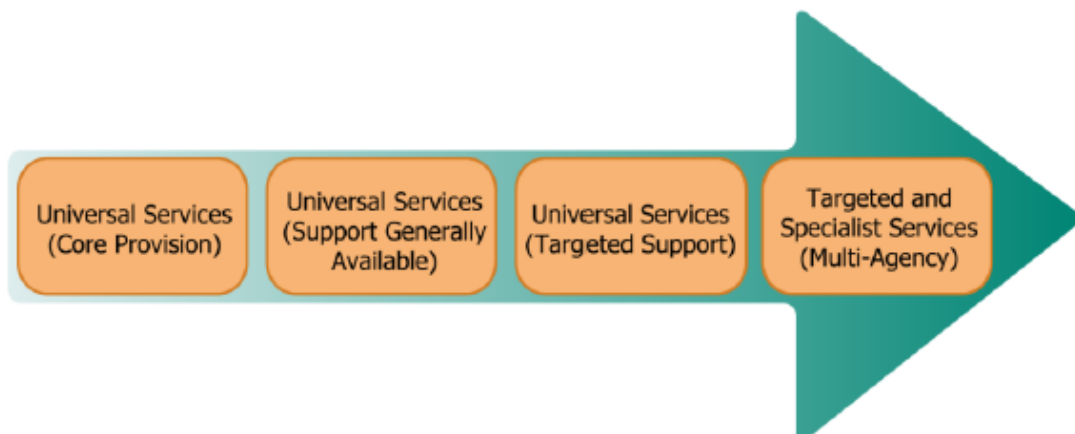 Universal Services
(Core Provision)
Universal Services
(Support Generally
Available)
Universal Services
(Targeted Support)
Targeted and
Specialist Services
(Multi-Agency)